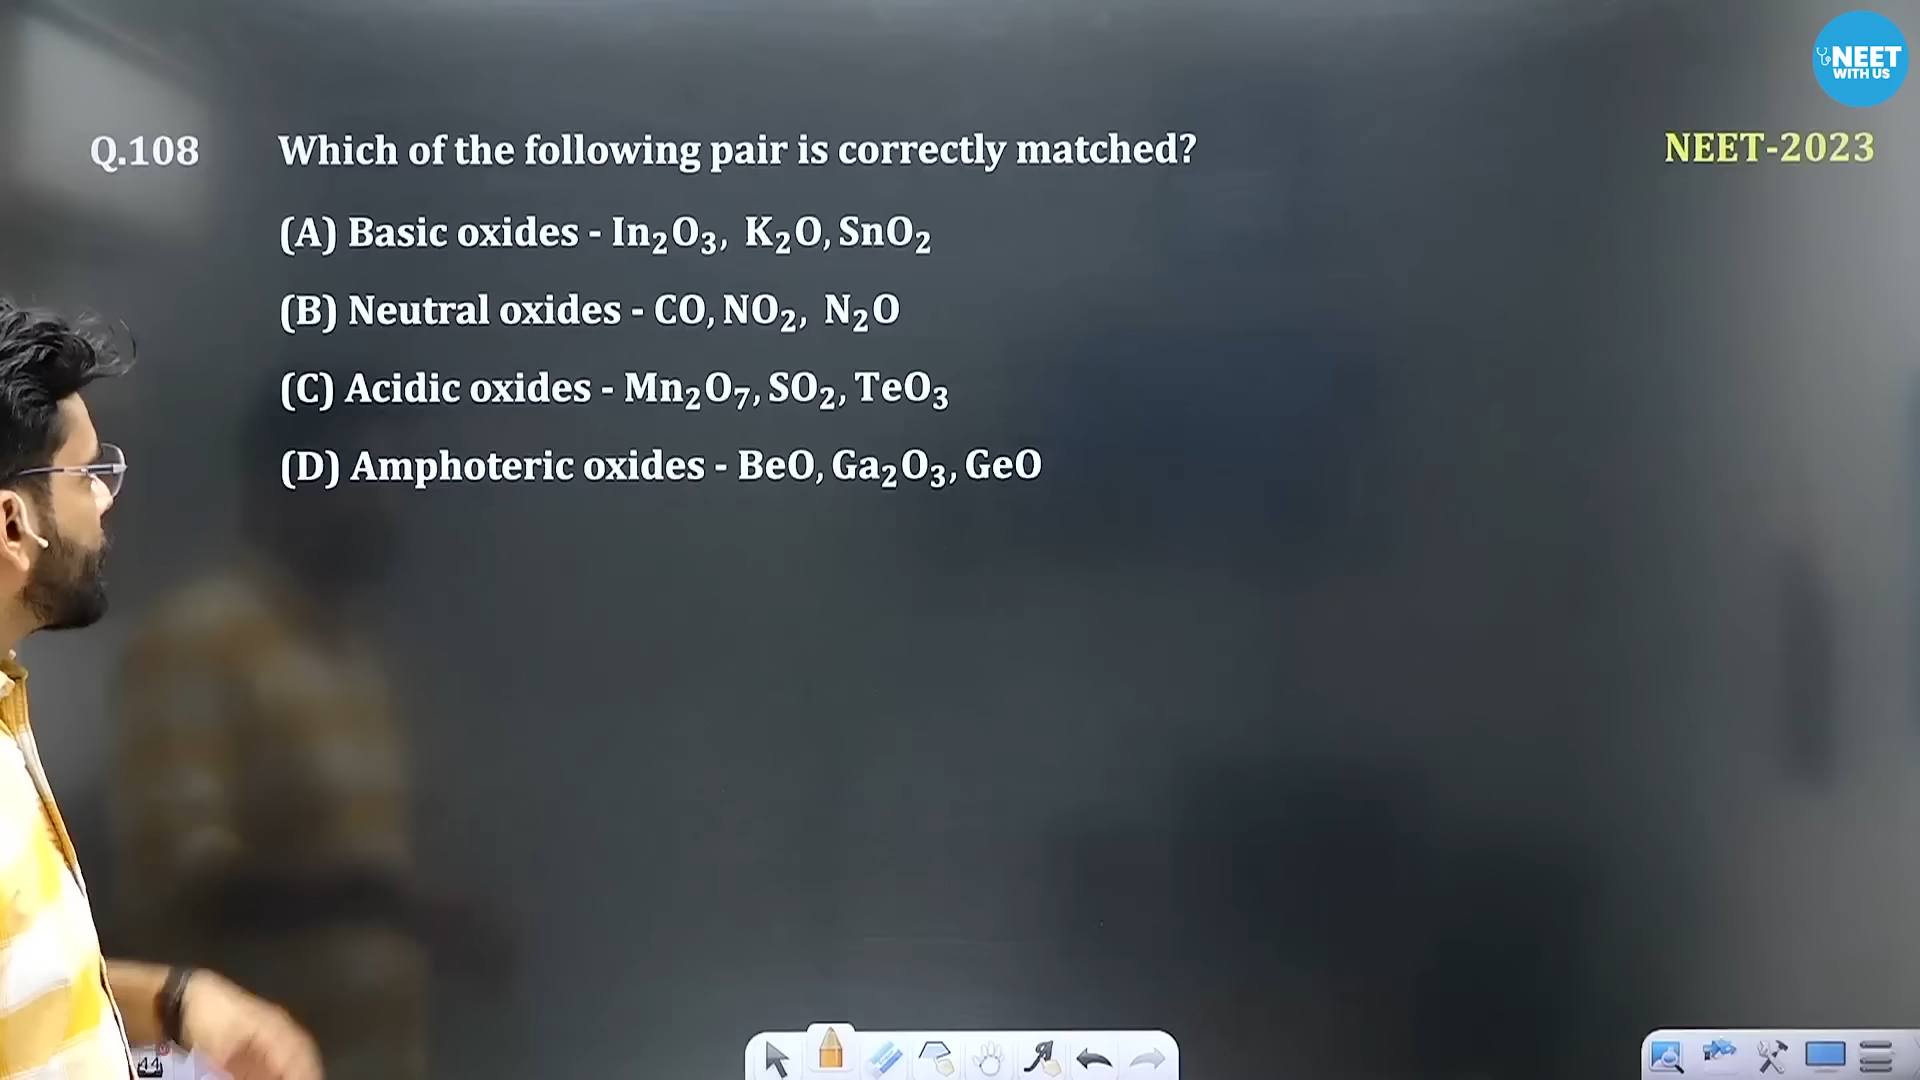 NEET
WITH US
Q.108 Which of the following pair is correctly matched? NEET-2023
(A) Basic oxides - In₂O₃, K₂O, SnO₂
(B) Neutral oxides - CO, NO₂, N₂O
(C) Acidic oxides - Mn₂O₇, SO₂, TeO₃
(D) Amphoteric oxides - BeO, Ga₂O₃, GeO
44